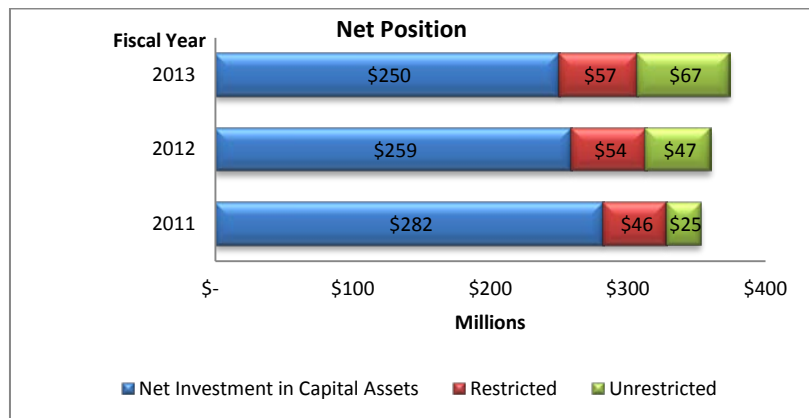 Net Position
Fiscal Year
2013 $250 $57 $67
2012 $259 $54 $47
2011 $282 $46 $25
$- $100 $200 $300 $400
Millions
Net Investment in Capital Assets Restricted Unrestricted